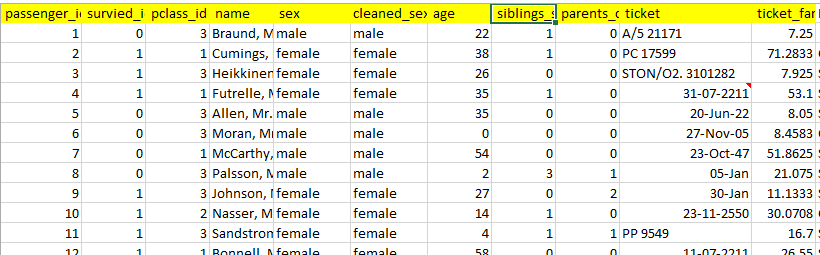 passenger_id survied_i pclass_id name sex cleaned_sex age siblings_s parents_c ticket ticket_far
1 0 3 Braund, M male male 22 1 0 A/5 21171 7.25
2 1 1 Cumings, female female 38 1 0 PC 17599 71.2833
3 1 3 Heikkinen female female 26 0 0 STON/O2. 3101282 7.925
4 1 1 Futrelle, M female female 35 1 0 31-07-2211 53.1
5 0 3 Allen, Mr. male male 35 0 0 20-Jun-22 8.05
6 0 3 Moran, M male male 0 0 0 27-Nov-05 8.4583
7 0 1 McCarthy, male male 54 0 0 23-Oct-47 51.8625
8 0 3 Palsson, M male male 2 3 1 05-Jan 21.075
9 1 3 Johnson, female female 27 0 2 30-Jan 11.1333
10 1 2 Nasser, M female female 14 1 0 23-11-2550 30.0708
11 1 3 Sandstron female female 4 1 1 PP 9549 16.7
12 1 1 Bonnell, M female female 58 0 0 11-07-2211 26.55